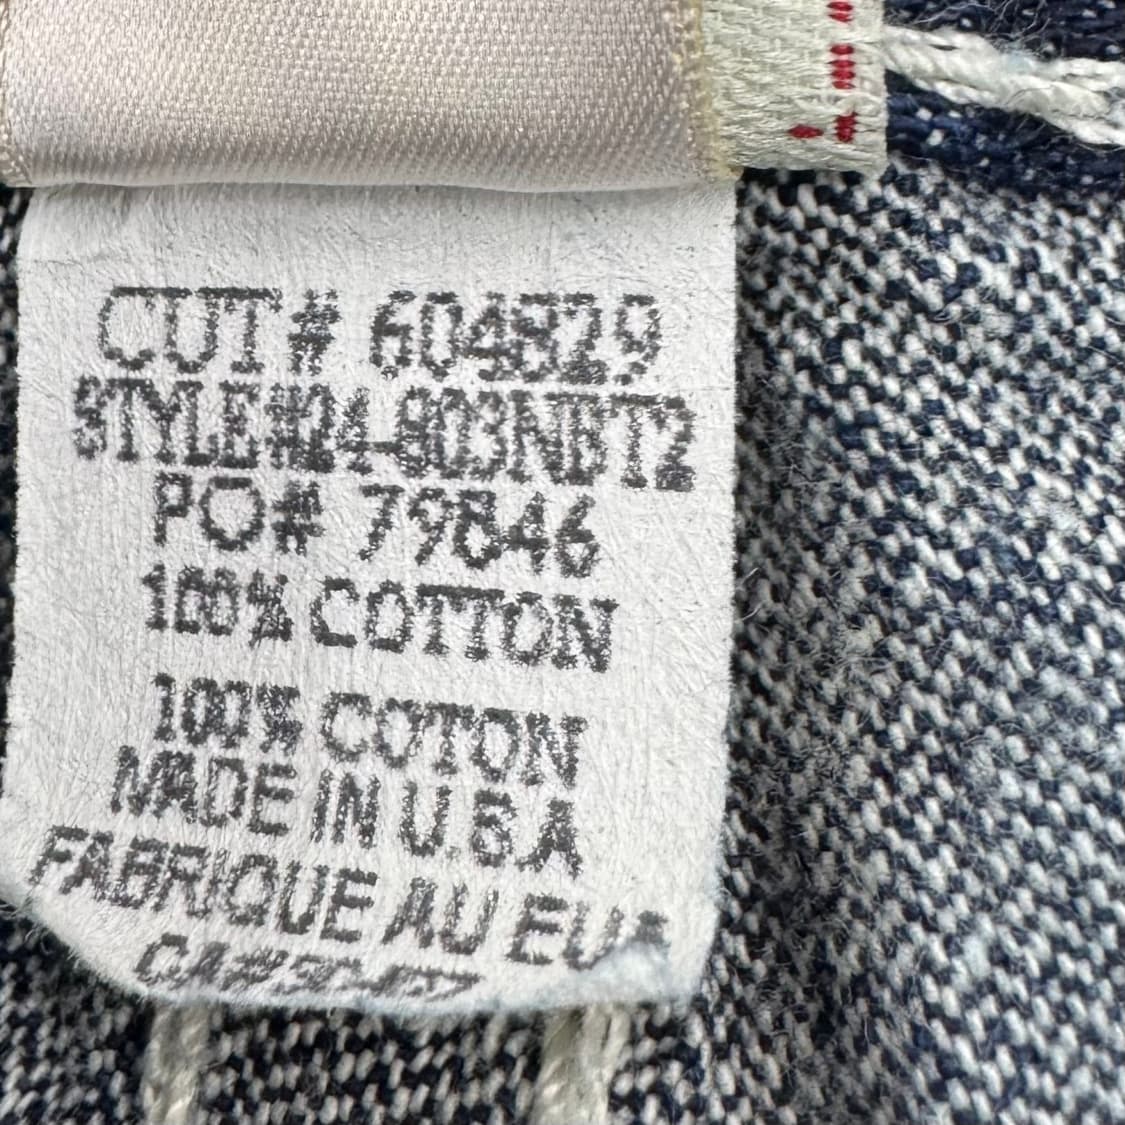 CUT# 604829
STYLE#24-803NBT2
PO# 79846
100% COTTON
100% COTON
MADE IN U.S.A
FABRIQUE AU EUA